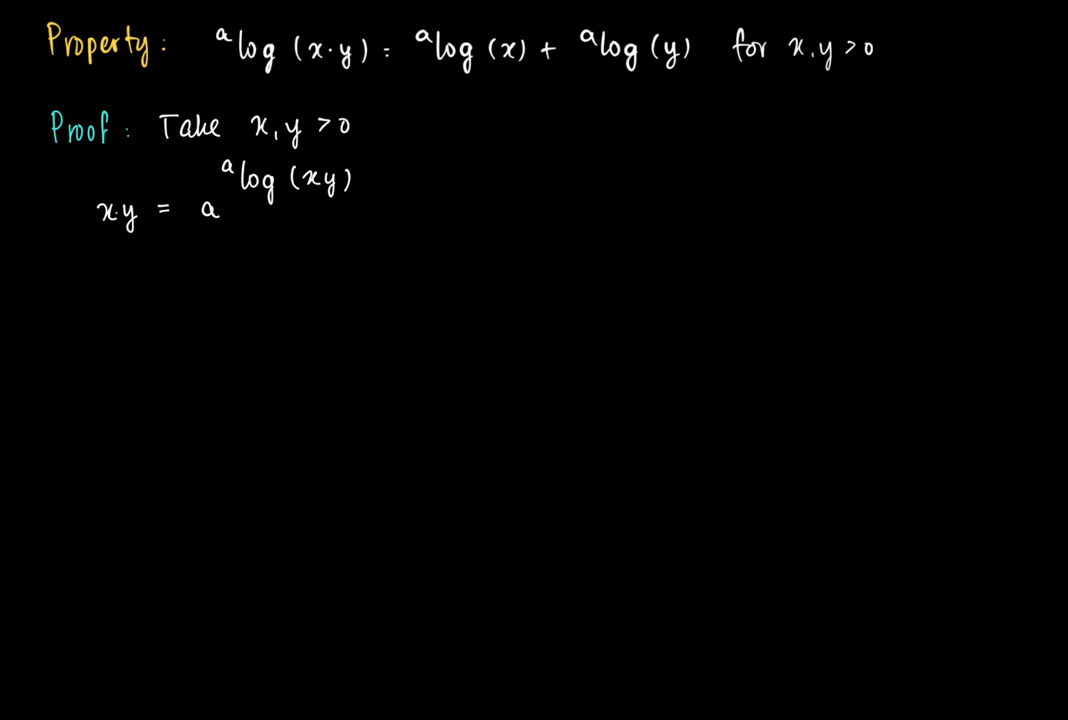 Property: ᵃlog (x·y) = ᵃlog (x) + ᵃlog (y) for x,y > 0
Proof: Take x,y > 0
x·y = a^(ᵃlog (xy))